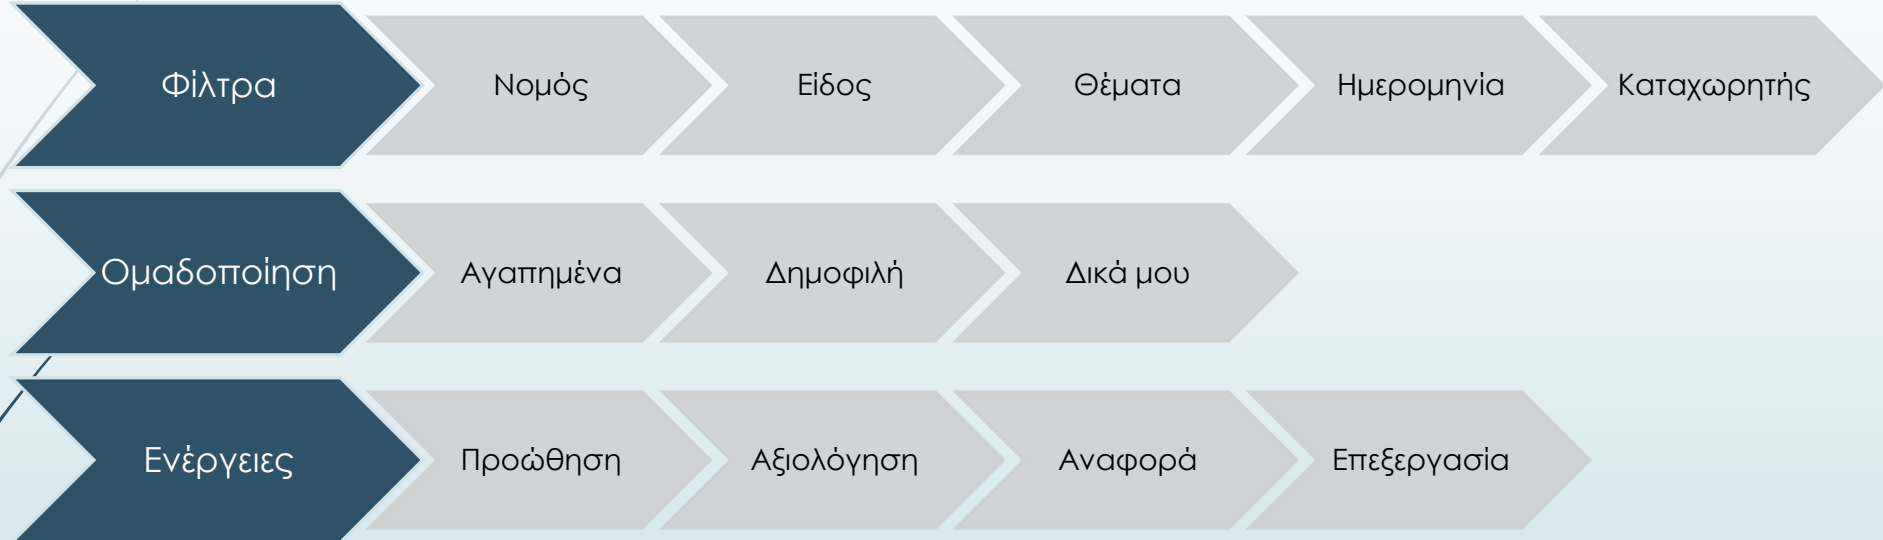 Φίλτρα
Νομός
Είδος
Θέματα
Ημερομηνία
Καταχωρητής
Ομαδοποίηση
Αγαπημένα
Δημοφιλή
Δικά μου
Ενέργειες
Προώθηση
Αξιολόγηση
Αναφορά
Επεξεργασία